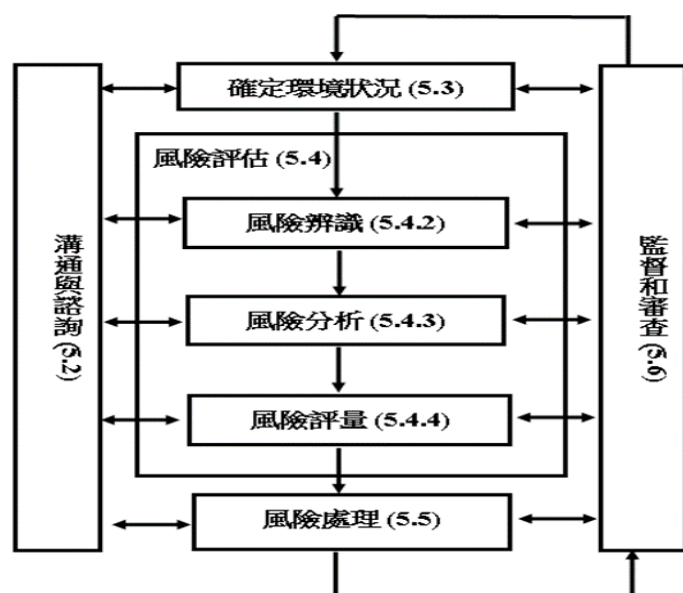 確定環境狀況 (5.3)
風險評估 (5.4)
風險辨識 (5.4.2)
風險分析 (5.4.3)
風險評量 (5.4.4)
風險處理 (5.5)
溝通與諮詢 (5.2)
監督和審查 (5.6)